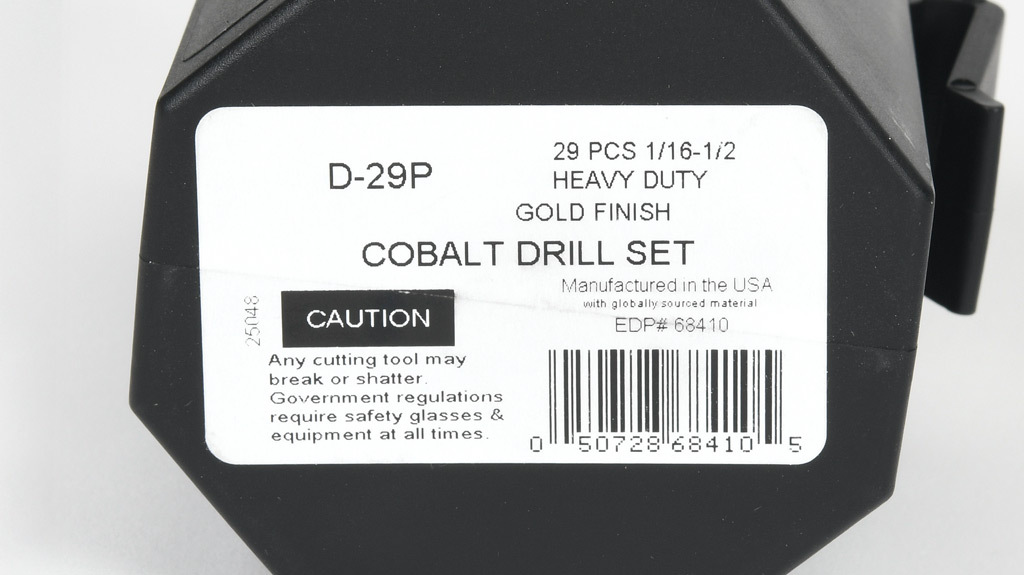 D-29P
29 PCS 1/16-1/2
HEAVY DUTY
GOLD FINISH
COBALT DRILL SET
Manufactured in the USA
with globally sourced material
EDP# 68410
25048
CAUTION
Any cutting tool may
break or shatter.
Government regulations
require safety glasses &
equipment at all times.
0 50728 68410 5